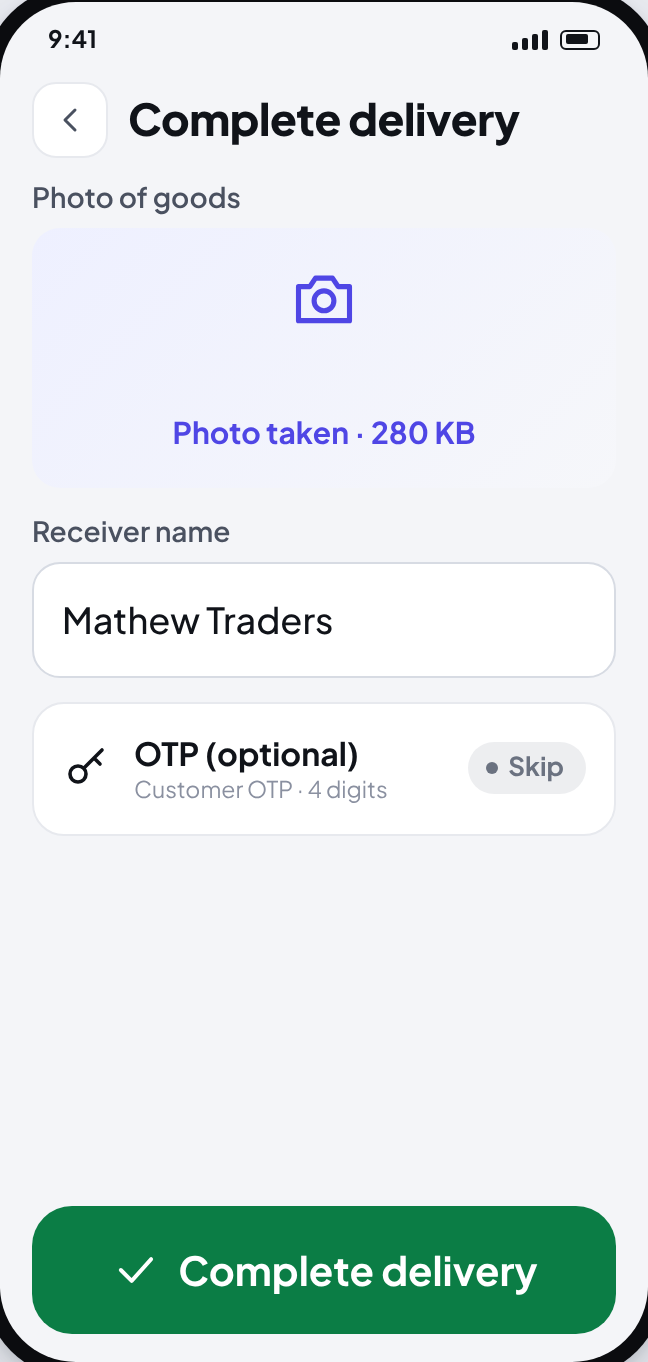 9:41
Complete delivery
Photo of goods
Photo taken · 280 KB
Receiver name
Mathew Traders
OTP (optional)
Customer OTP · 4 digits
Skip
Complete delivery